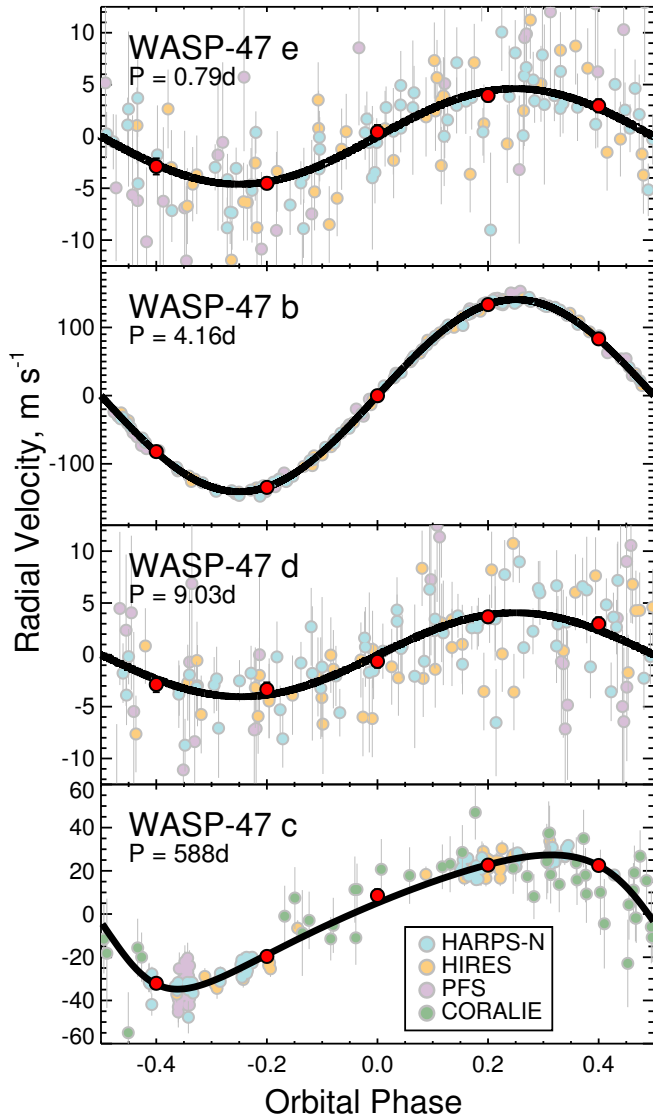 WASP-47 e
P = 0.79d
10
5
0
-5
-10
WASP-47 b
P = 4.16d
100
0
-100
WASP-47 d
P = 9.03d
10
5
0
-5
-10
WASP-47 c
P = 588d
60
40
20
0
-20
-40
-60
HARPS-N
HIRES
PFS
CORALIE
-0.4 -0.2 0.0 0.2 0.4
Orbital Phase
Radial Velocity, m s⁻¹